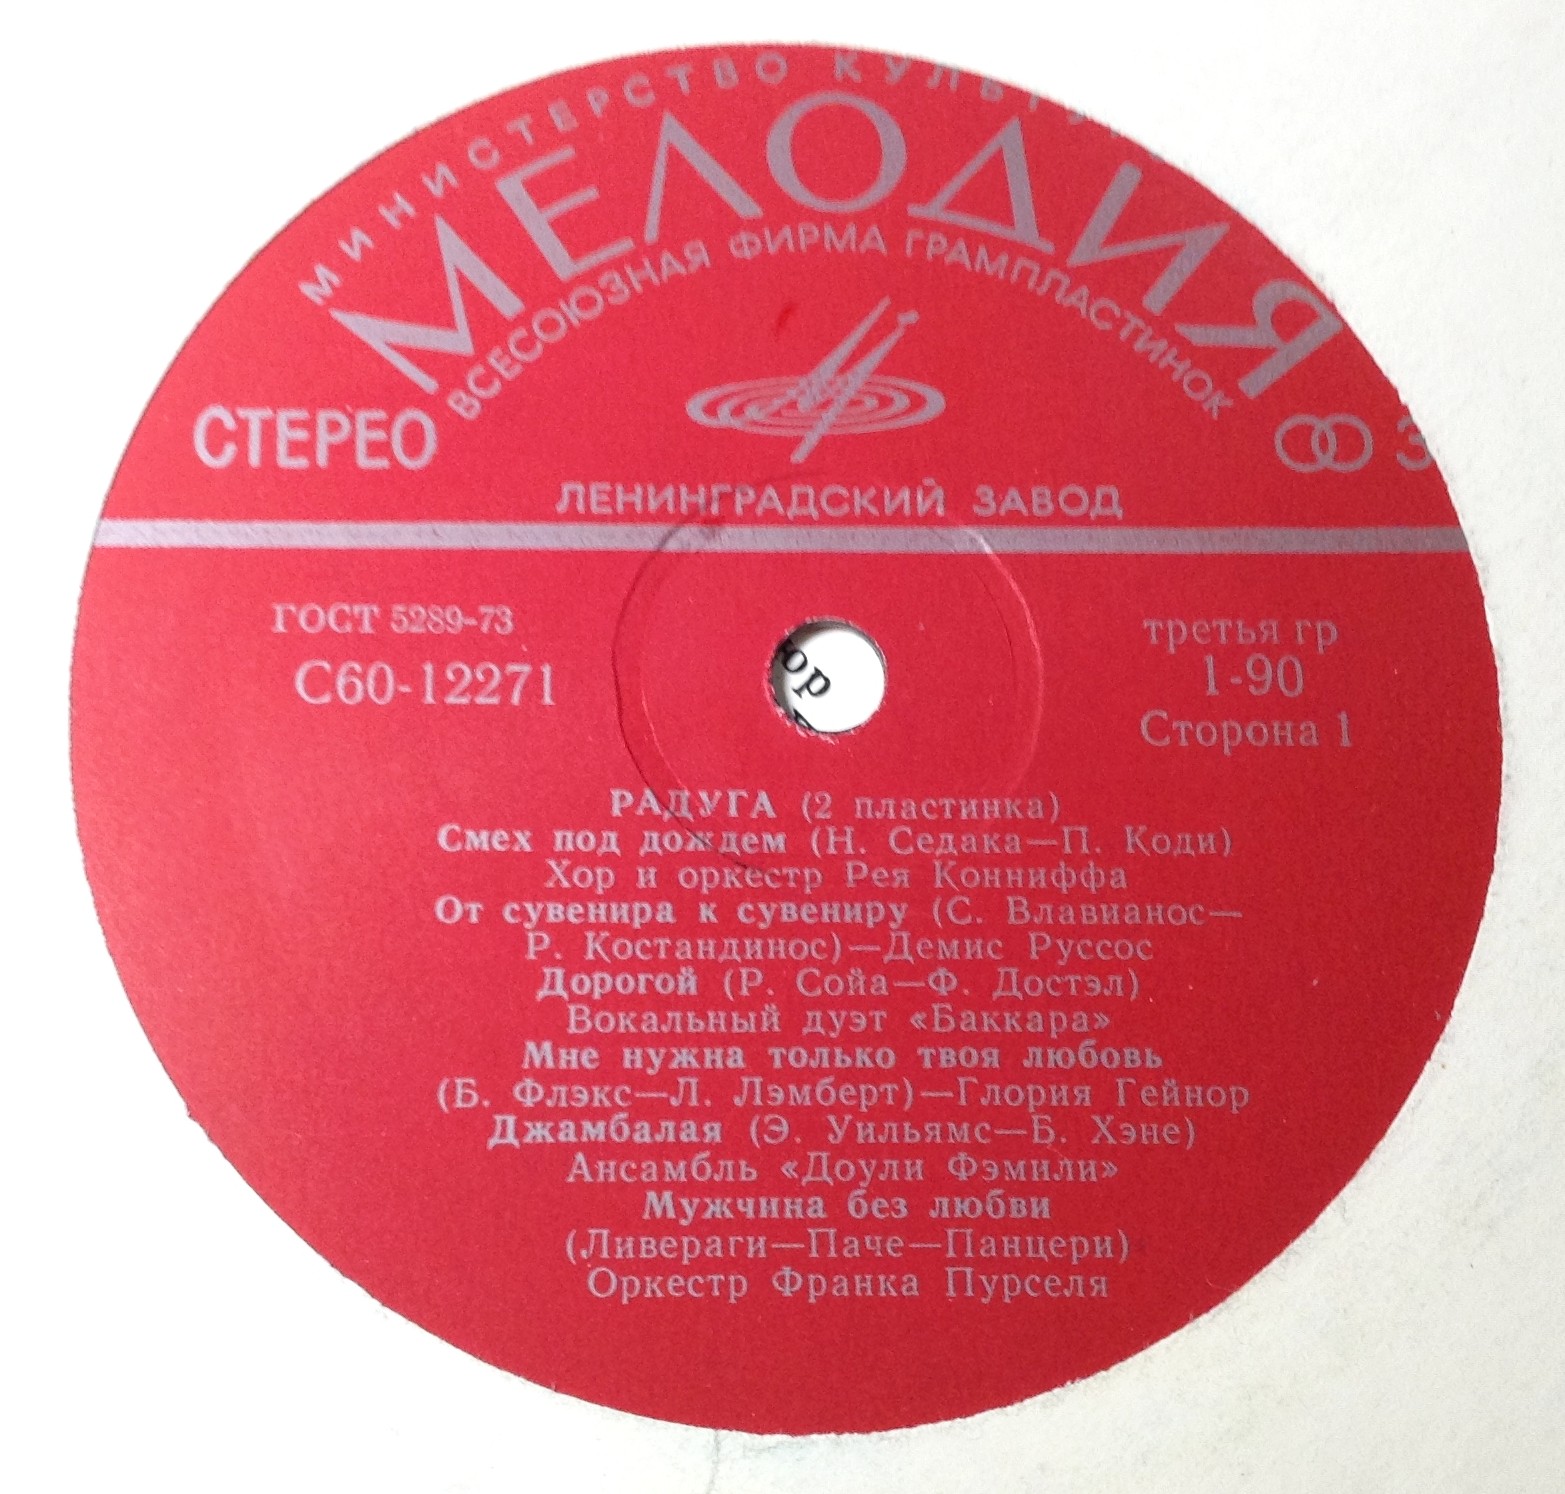 МИНИСТЕРСТВО КУЛЬТУ
МЕЛОДИЯ
ВСЕСОЮЗНАЯ ФИРМА ГРАМПЛАСТИНОК
СТЕРЕО
3
ЛЕНИНГРАДСКИЙ ЗАВОД
ГОСТ 5289-73
третья гр
С60-12271
1-90
Сторона 1
юр
РАДУГА (2 пластинка)
Смех под дождем (Н. Седака—П. Коди)
Хор и оркестр Рея Конниффа
От сувенира к сувениру (С. Влавианос—
Р. Костандинос)—Демис Руссос
Дорогой (Р. Сойа—Ф. Достэл)
Вокальный дуэт «Баккара»
Мне нужна только твоя любовь
(Б. Флэкс—Л. Лэмберт)—Глория Гейнор
Джамбалая (Э. Уильямс—Б. Хэне)
Ансамбль «Доули Фэмили»
Мужчина без любви
(Ливераги—Паче—Панцери)
Оркестр Франка Пурселя